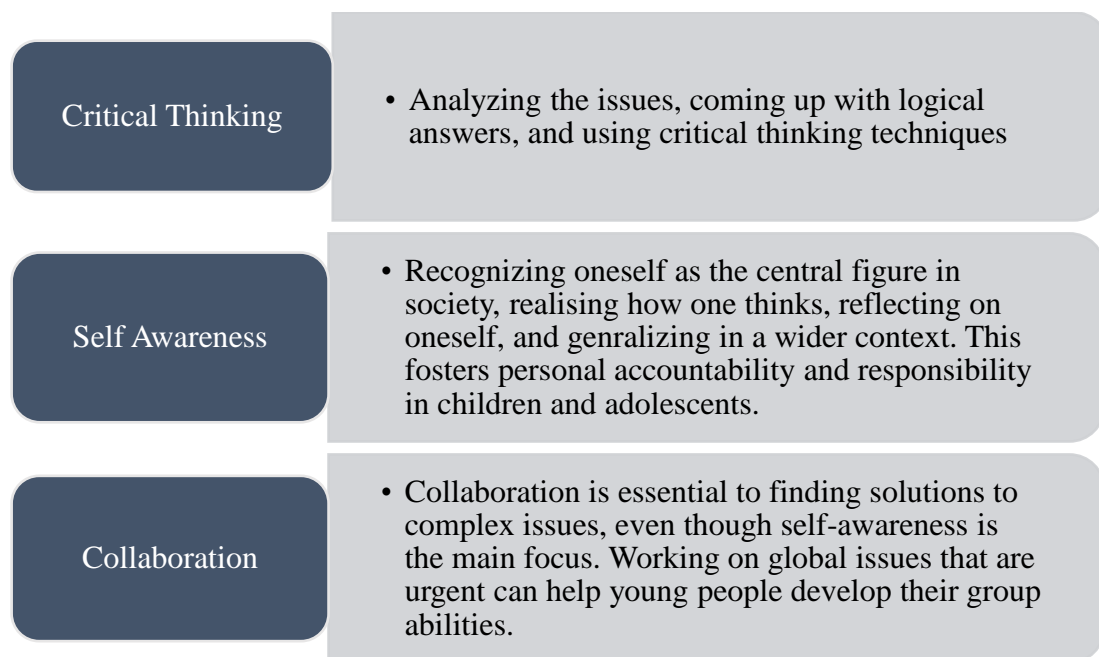 Critical Thinking
• Analyzing the issues, coming up with logical
answers, and using critical thinking techniques
Self Awareness
• Recognizing oneself as the central figure in
society, realising how one thinks, reflecting on
oneself, and genralizing in a wider context. This
fosters personal accountability and responsibility
in children and adolescents.
Collaboration
• Collaboration is essential to finding solutions to
complex issues, even though self-awareness is
the main focus. Working on global issues that are
urgent can help young people develop their group
abilities.